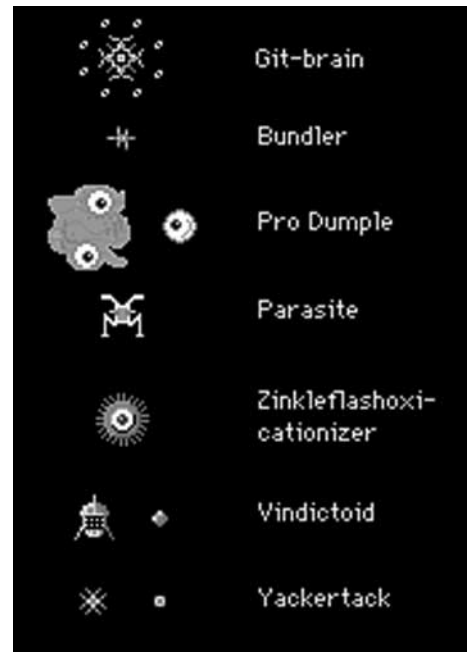 Git-brain
Bundler
Pro Dumple
Parasite
Zinkleflashoxi-
cationizer
Vindictoid
Yackertack